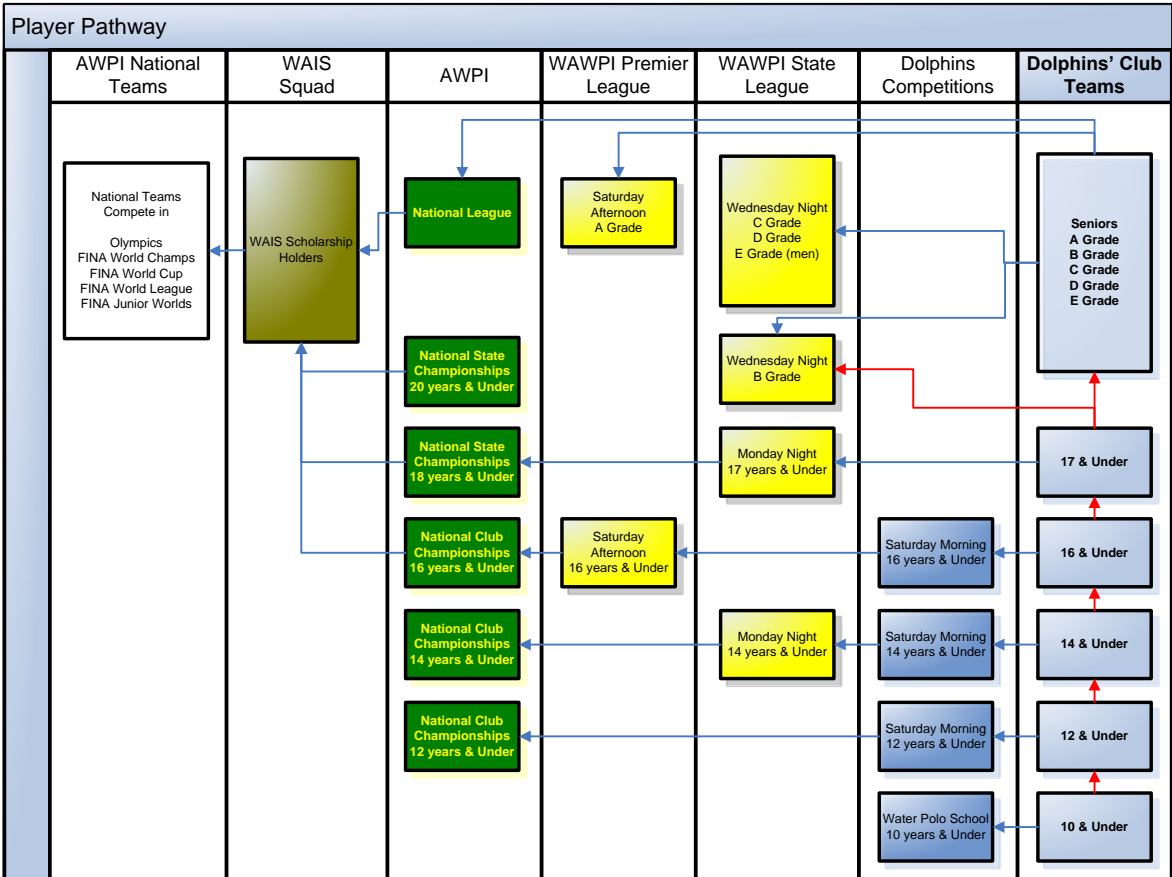 Player Pathway
AWPI National
Teams
WAIS
Squad
AWPI
WAWPI Premier
League
WAWPI State
League
Dolphins
Competitions
Dolphins' Club
Teams
National Teams
Compete in
Olympics
FINA World Champs
FINA World Cup
FINA World League
FINA Junior Worlds
WAIS Scholarship
Holders
National League
Saturday
Afternoon
A Grade
Wednesday Night
C Grade
D Grade
E Grade (men)
Seniors
A Grade
B Grade
C Grade
D Grade
E Grade
National State
Championships
20 years & Under
Wednesday Night
B Grade
National State
Championships
18 years & Under
Monday Night
17 years & Under
17 & Under
National Club
Championships
16 years & Under
Saturday
Afternoon
16 years & Under
Saturday Morning
16 years & Under
16 & Under
National Club
Championships
14 years & Under
Monday Night
14 years & Under
Saturday Morning
14 years & Under
14 & Under
National Club
Championships
12 years & Under
Saturday Morning
12 years & Under
12 & Under
Water Polo School
10 years & Under
10 & Under